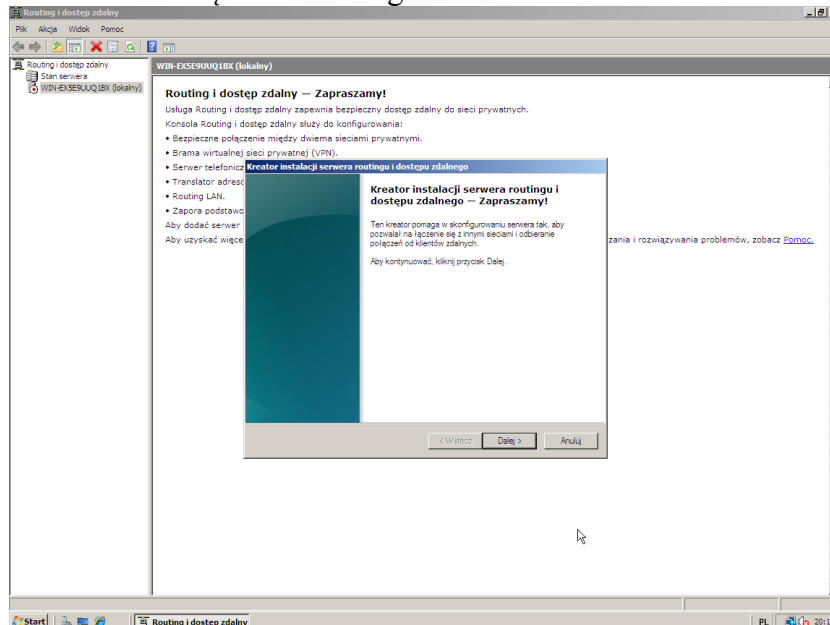 Routing i dostęp zdalny
Plik Akcja Widok Pomoc
Routing i dostęp zdalny
Stan serwera
WIN-EX5E9UUQ1BX (lokalny)
WIN-EX5E9UUQ1BX (lokalny)
Routing i dostęp zdalny — Zapraszamy!
Usługa Routing i dostęp zdalny zapewnia bezpieczny dostęp zdalny do sieci prywatnych.
Konsola Routing i dostęp zdalny służy do konfigurowania:
• Bezpieczne połączenie między dwiema sieciami prywatnymi.
• Brama wirtualnej sieci prywatnej (VPN).
• Serwer telefonicz
• Translator adresó
• Routing LAN.
• Zapora podstawo
Aby dodać serwer
Aby uzyskać więce
zania i rozwiązywania problemów, zobacz Pomoc.
Kreator instalacji serwera routingu i dostępu zdalnego
Kreator instalacji serwera routingu i
dostępu zdalnego — Zapraszamy!
Ten kreator pomaga w skonfigurowaniu serwera tak, aby
pozwalał na łączenie się z innymi sieciami i odbieranie
połączeń od klientów zdalnych.
Aby kontynuować, kliknij przycisk Dalej.
< Wstecz Dalej > Anuluj
Start Routing i dostęp zdalny PL 20:1